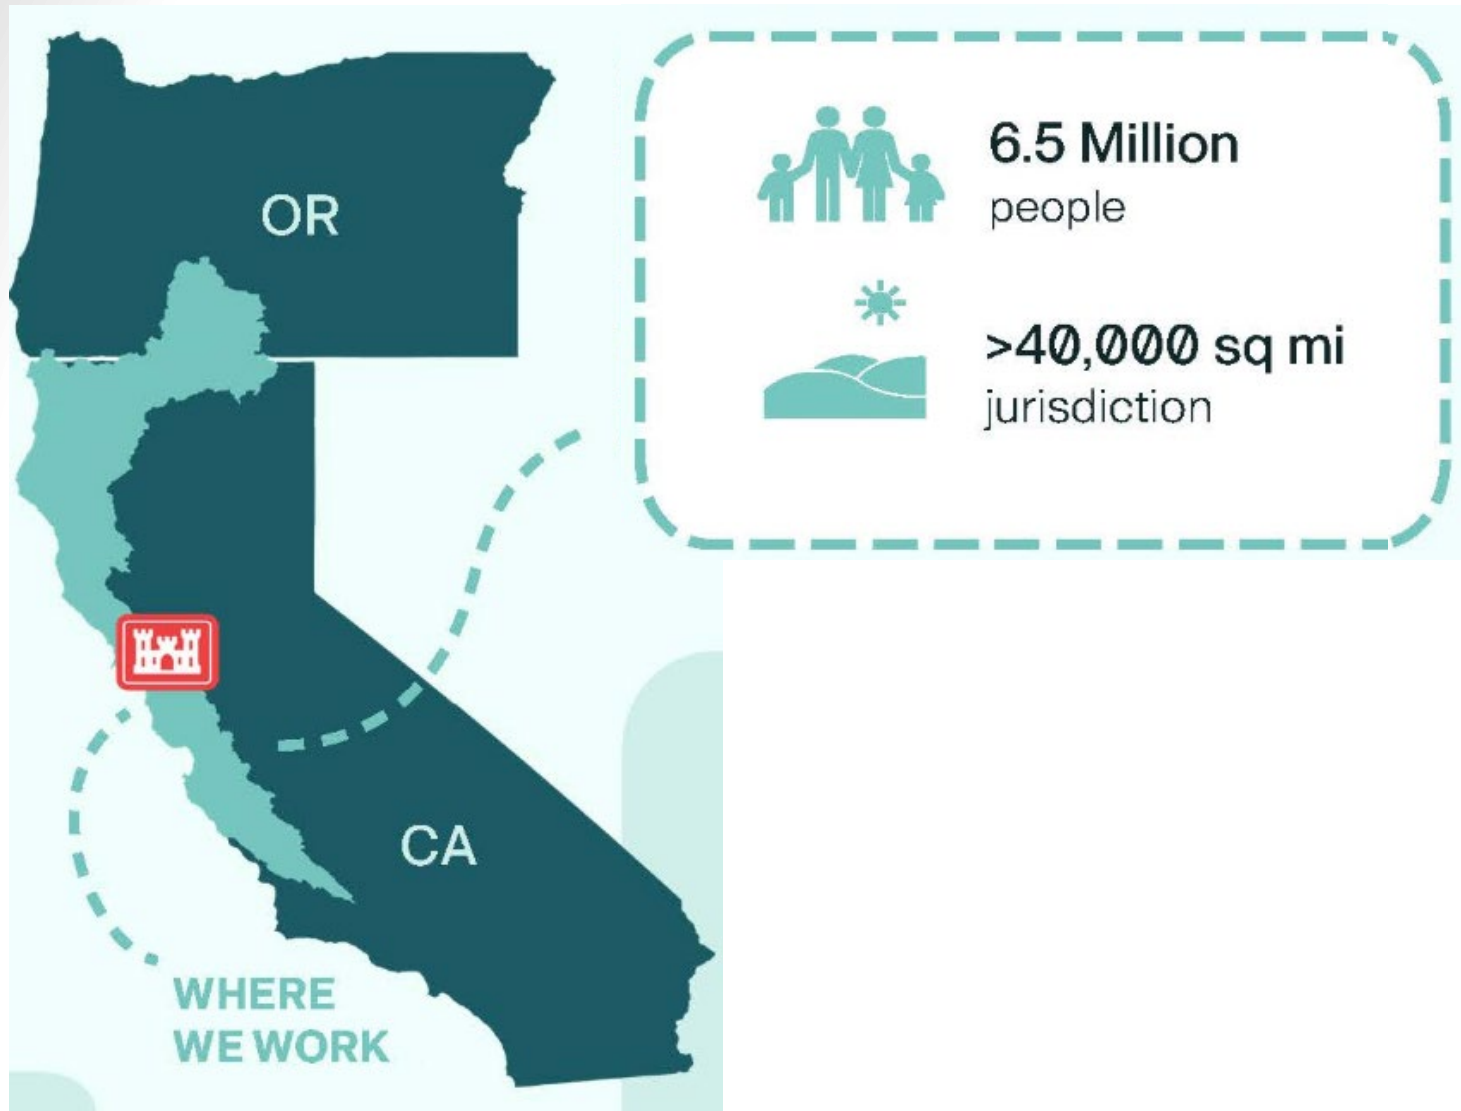 OR
6.5 Million
people
>40,000 sq mi
jurisdiction
CA
WHERE
WE WORK